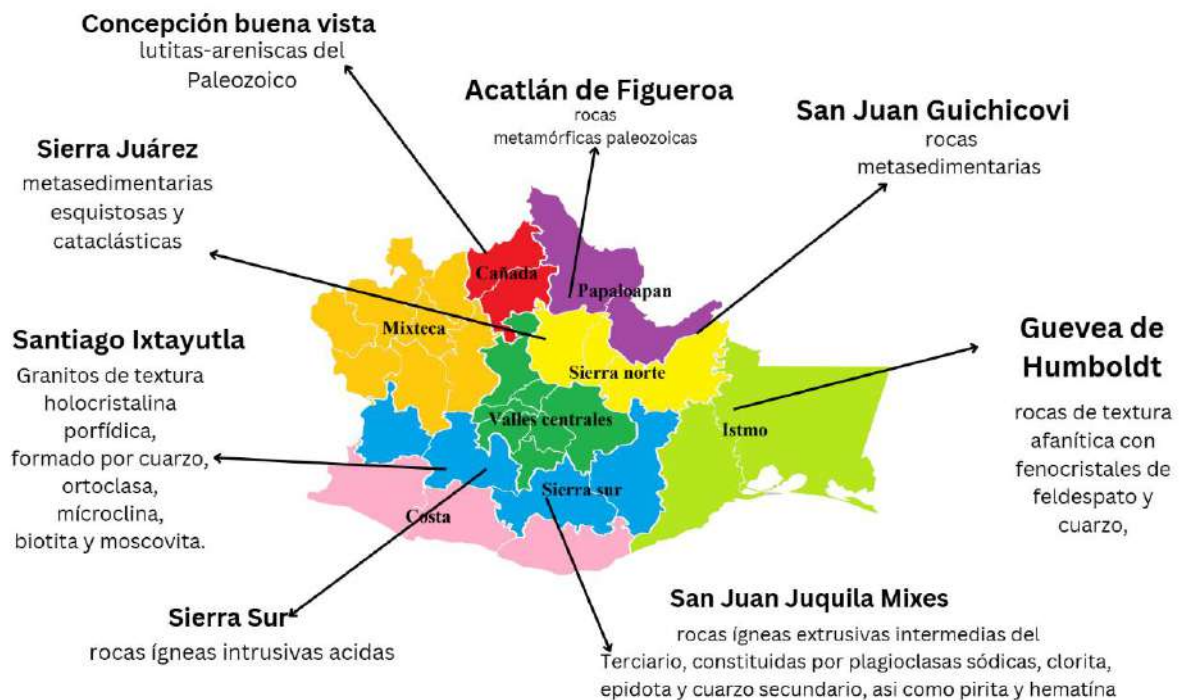 Concepción buena vista
lutitas-areniscas del
Paleozoico
Acatlán de Figueroa
rocas
metamórficas paleozoicas
San Juan Guichicovi
rocas
metasedimentarias
Sierra Juárez
metasedimentarias
esquistosas y
cataclásticas
Santiago Ixtayutla
Granitos de textura
holocristalina
porfídica,
formado por cuarzo,
ortoclasa,
mícroclina,
biotita y moscovita.
Cañada
Papaloapan
Mixteca
Sierra norte
Valles centrales
Istmo
Sierra sur
Costa
Guevea de
Humboldt
rocas de textura
afanítica con
fenocristales de
feldespato y
cuarzo,
Sierra Sur
rocas ígneas intrusivas acidas
San Juan Juquila Mixes
rocas ígneas extrusivas intermedias del
Terciario, constituidas por plagioclasas sódicas, clorita,
epidota y cuarzo secundario, asi como pirita y hematína